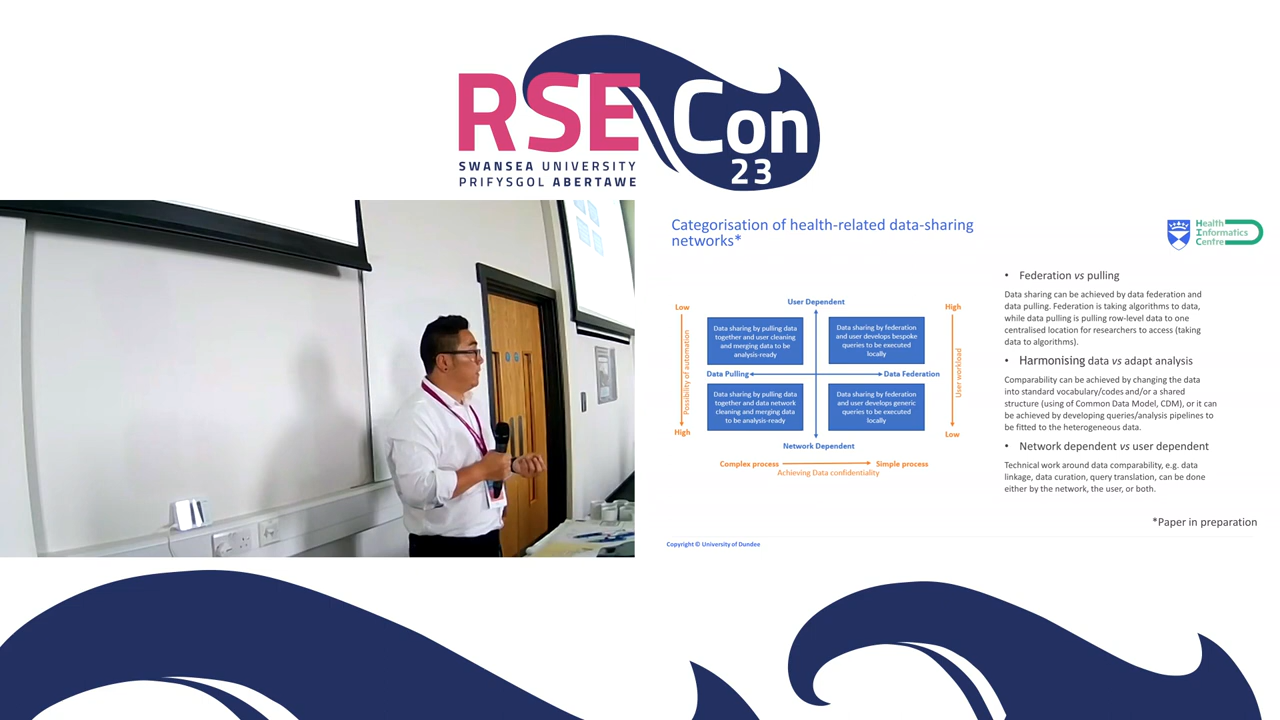 RSE Con
23
SWANSEA UNIVERSITY
PRIFYSGOL ABERTAWE
Categorisation of health-related data-sharing
networks*
Health
Informatics
Centre
Low
Possibility of automation
High
User Dependent
Data sharing by pulling data
together and user cleaning
and merging data to be
analysis-ready
Data sharing by federation
and user develops bespoke
queries to be executed
locally
Data Pulling
Data Federation
Data sharing by pulling data
together and data network
cleaning and merging data
to be analysis-ready
Data sharing by federation
and user develops generic
queries to be executed
locally
Network Dependent
High
User workload
Low
Complex process
Simple process
Achieving Data confidentiality
• Federation vs pulling
Data sharing can be achieved by data federation and
data pulling. Federation is taking algorithms to data,
while data pulling is pulling row-level data to one
centralised location for researchers to access (taking
data to algorithms).
• Harmonising data vs adapt analysis
Comparability can be achieved by changing the data
into standard vocabulary/codes and/or a shared
structure (using of Common Data Model, CDM), or it can
be achieved by developing queries/analysis pipelines to
be fitted to the heterogeneous data.
• Network dependent vs user dependent
Technical work around data comparability, e.g. data
linkage, data curation, query translation, can be done
either by the network, the user, or both.
*Paper in preparation
Copyright © University of Dundee